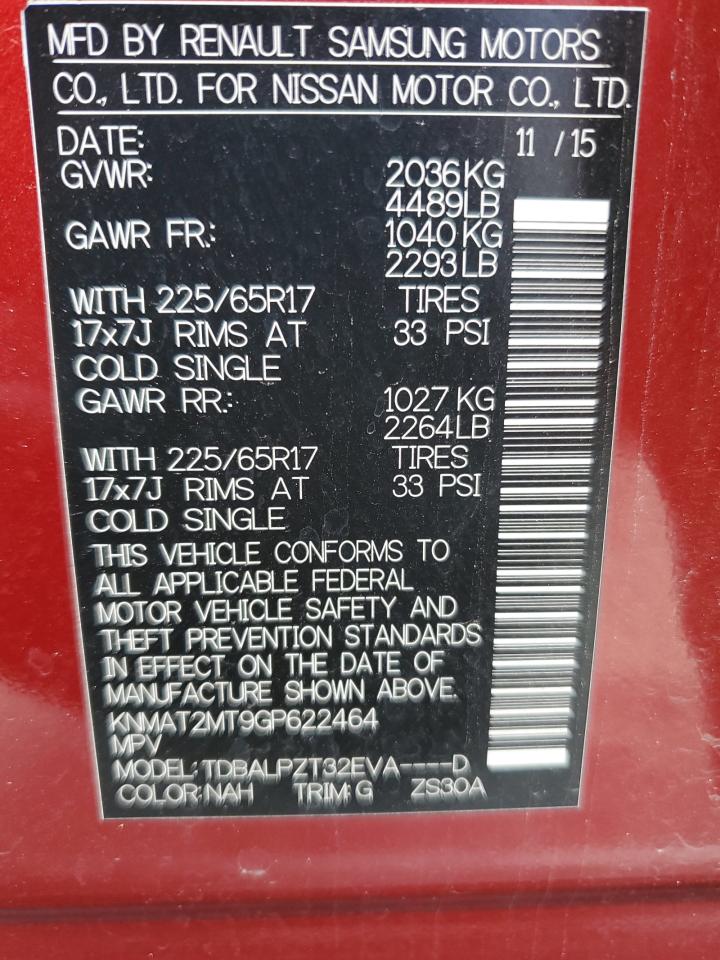 MFD BY RENAULT SAMSUNG MOTORS
CO., LTD. FOR NISSAN MOTOR CO., LTD.
DATE: 11 / 15
GVWR: 2036 KG
4489 LB
GAWR FR.: 1040 KG
2293 LB
WITH 225/65R17 TIRES
17x7J RIMS AT 33 PSI
COLD SINGLE
GAWR RR.: 1027 KG
2264 LB
WITH 225/65R17 TIRES
17x7J RIMS AT 33 PSI
COLD SINGLE
THIS VEHICLE CONFORMS TO
ALL APPLICABLE FEDERAL
MOTOR VEHICLE SAFETY AND
THEFT PREVENTION STANDARDS
IN EFFECT ON THE DATE OF
MANUFACTURE SHOWN ABOVE.
KNMAT2MT9GP622464
MPV
MODEL: TDBALPZT32EVA----D
COLOR: NAH TRIM: G ZS30A